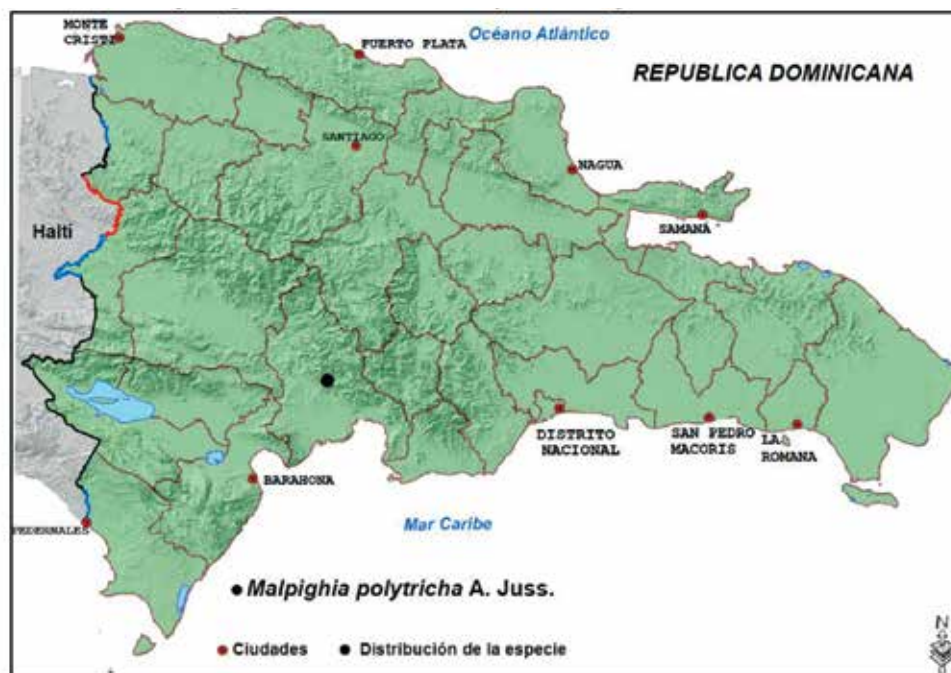 MONTE
CRISTI
PUERTO PLATA
Océano Atlántico
REPUBLICA DOMINICANA
SANTIAGO
NAGUA
SAMANA
Haití
DISTRITO
NACIONAL
SAN PEDRO
MACORIS
LA
ROMANA
BARAHONA
PEDERNALES
Mar Caribe
Malpighia polytricha A. Juss.
Ciudades
Distribución de la especie
N